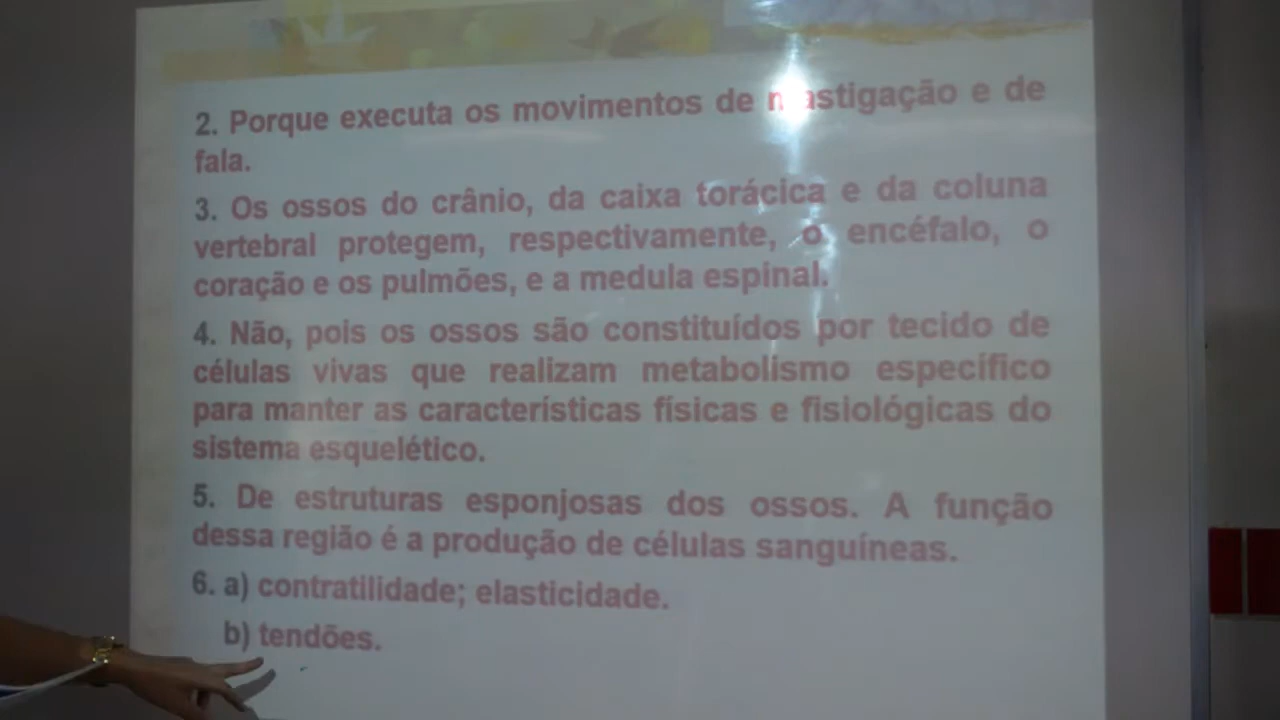 2. Porque executa os movimentos de mastigação e de
fala.
3. Os ossos do crânio, da caixa torácica e da coluna
vertebral protegem, respectivamente, o encéfalo, o
coração e os pulmões, e a medula espinal.
4. Não, pois os ossos são constituídos por tecido de
células vivas que realizam metabolismo específico
para manter as características físicas e fisiológicas do
sistema esquelético.
5. De estruturas esponjosas dos ossos. A função
dessa região é a produção de células sanguíneas.
6. a) contratilidade; elasticidade.
b) tendões.